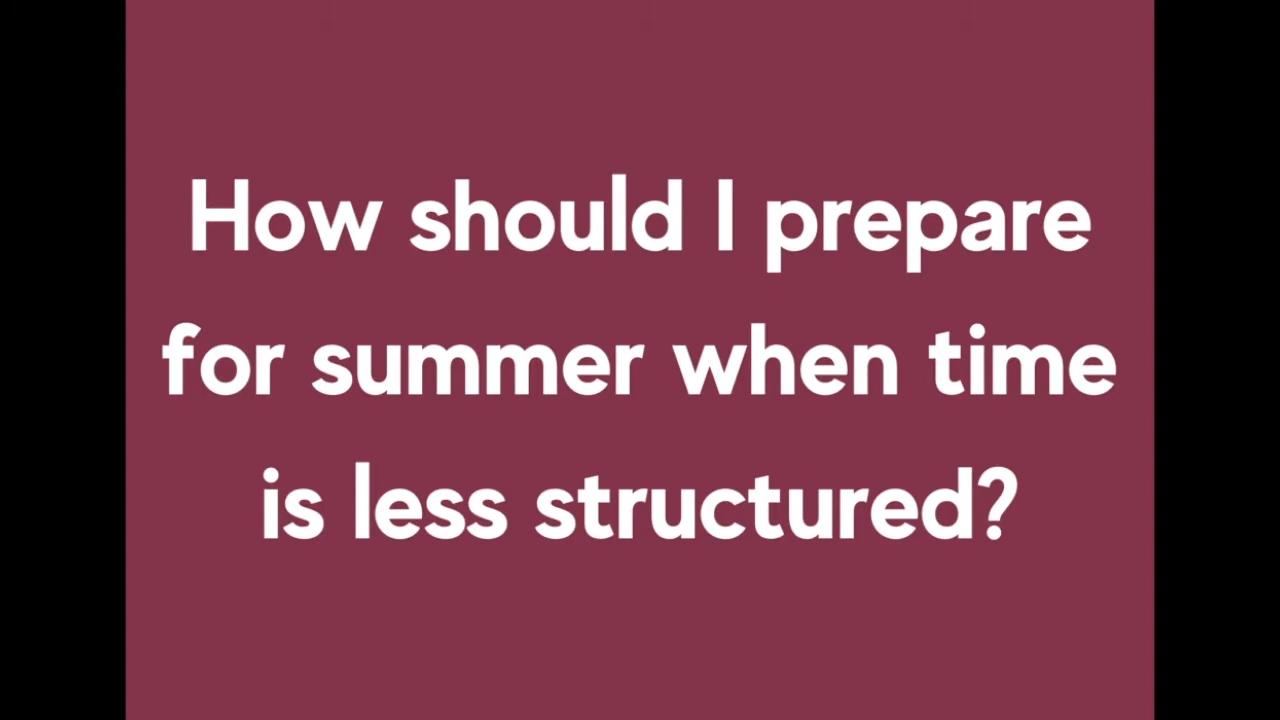 How should I prepare
for summer when time
is less structured?